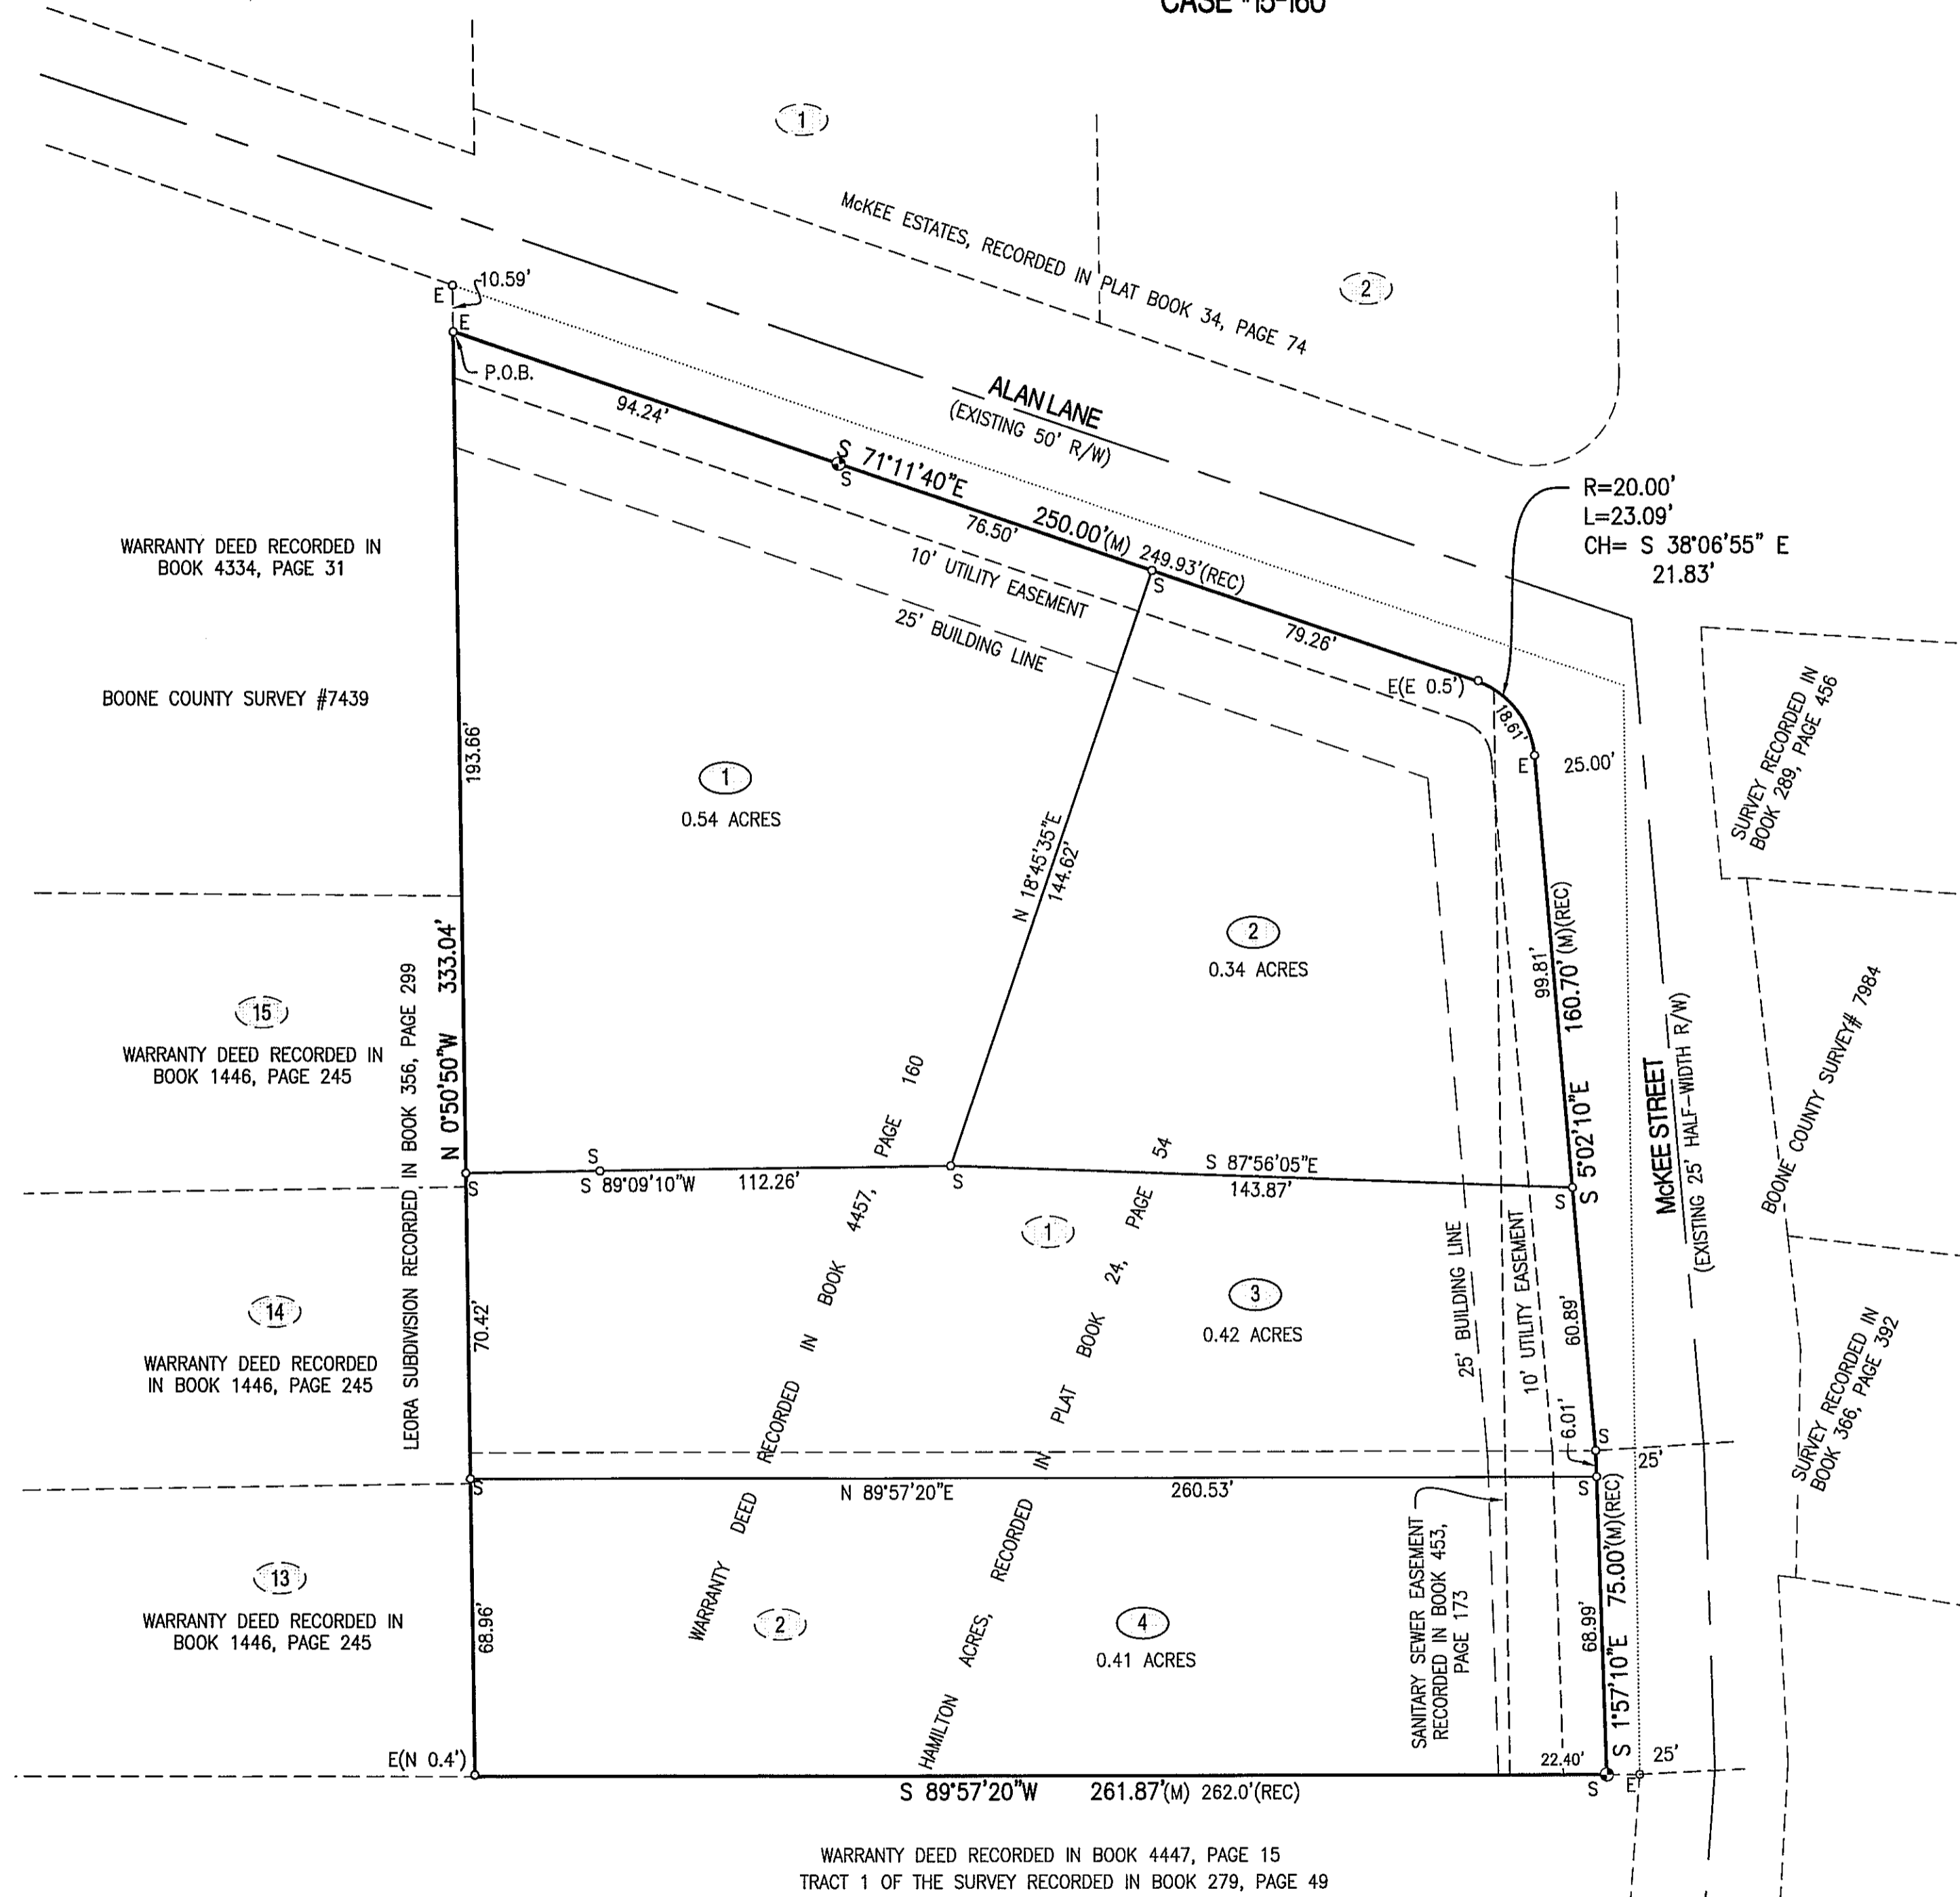 CASE #15-160
1
McKEE ESTATES, RECORDED IN PLAT BOOK 34, PAGE 74
2
10.59'
E
E
P.O.B.
94.24'
S 71°11'40"E 250.00'(M) 249.93'(REC)
S
76.50'
ALAN LANE
(EXISTING 50' R/W)
10' UTILITY EASEMENT
25' BUILDING LINE
S
79.26'
R=20.00'
L=23.09'
CH= S 38°06'55" E
21.83'
E(E 0.5')
18.61'
E
25.00'
WARRANTY DEED RECORDED IN
BOOK 4334, PAGE 31
BOONE COUNTY SURVEY #7439
193.66'
1
0.54 ACRES
N 18°45'35"E
144.62'
2
0.34 ACRES
99.81'
160.70' (M)(REC)
S 5°02'10"E
SURVEY RECORDED IN
BOOK 289, PAGE 456
BOONE COUNTY SURVEY# 7984
McKEE STREET
(EXISTING 25' HALF-WIDTH R/W)
N 0°50'50"W 333.04'
LEORA SUBDIVISION RECORDED IN BOOK 356, PAGE 299
15
WARRANTY DEED RECORDED IN
BOOK 1446, PAGE 245
S
S
S 89°09'10"W 112.26'
S
S 87°56'05"E
143.87'
S
WARRANTY DEED RECORDED IN BOOK 4457, PAGE 160
HAMILTON ACRES, RECORDED IN PLAT BOOK 24, PAGE 54
1
3
0.42 ACRES
25' BUILDING LINE
10' UTILITY EASEMENT
60.89'
6.01'
S
25'
14
WARRANTY DEED RECORDED
IN BOOK 1446, PAGE 245
70.42'
SURVEY RECORDED IN
BOOK 366, PAGE 392
S
N 89°57'20"E 260.53'
S
13
WARRANTY DEED RECORDED IN
BOOK 1446, PAGE 245
68.96'
2
4
0.41 ACRES
SANITARY SEWER EASEMENT
RECORDED IN BOOK 453,
PAGE 173
68.99'
S 1°57'10"E 75.00'(M)(REC)
E(N 0.4')
22.40'
25'
S
E
S 89°57'20"W 261.87'(M) 262.0'(REC)
WARRANTY DEED RECORDED IN BOOK 4447, PAGE 15
TRACT 1 OF THE SURVEY RECORDED IN BOOK 279, PAGE 49